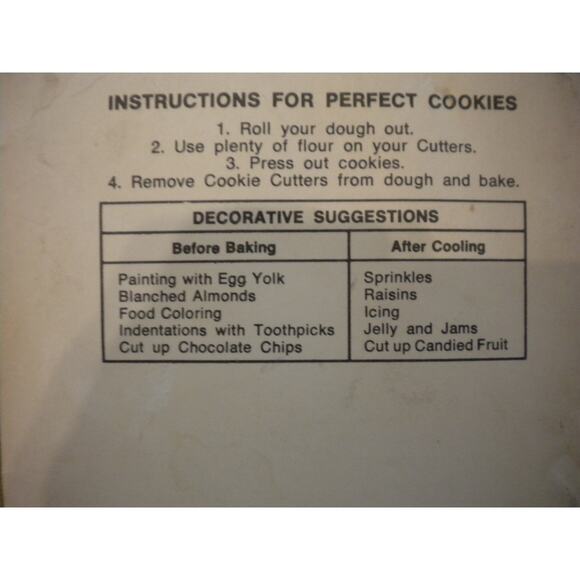 INSTRUCTIONS FOR PERFECT COOKIES
1. Roll your dough out.
2. Use plenty of flour on your Cutters.
3. Press out cookies.
4. Remove Cookie Cutters from dough and bake.
DECORATIVE SUGGESTIONS
Before Baking After Cooling
Painting with Egg Yolk Sprinkles
Blanched Almonds Raisins
Food Coloring Icing
Indentations with Toothpicks Jelly and Jams
Cut up Chocolate Chips Cut up Candied Fruit